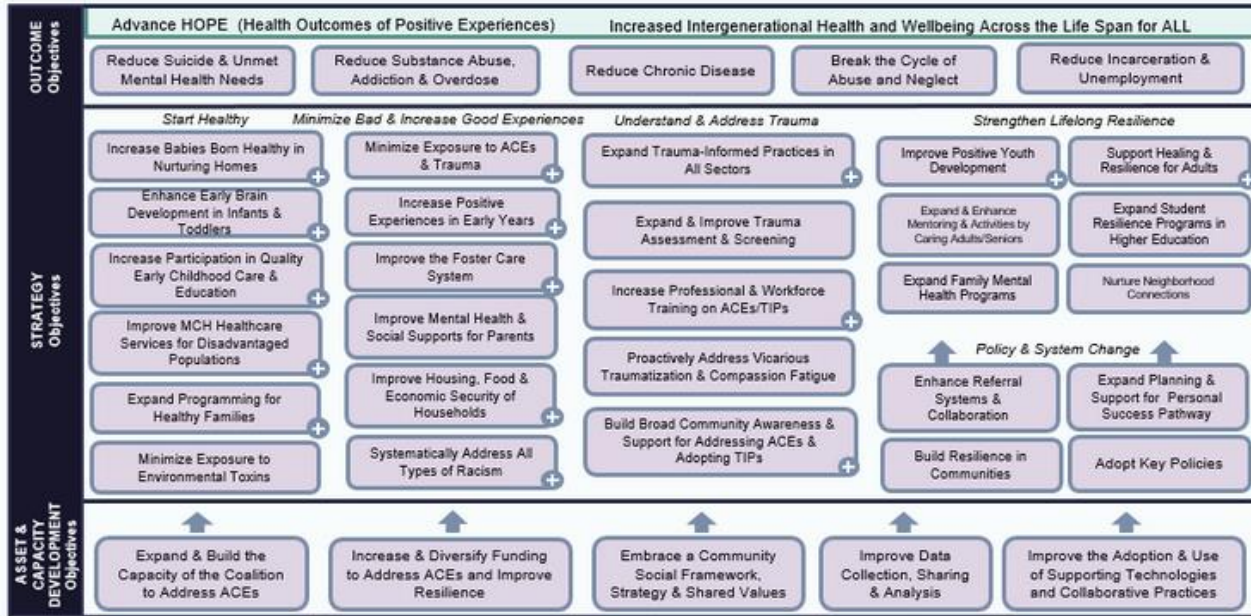 OUTCOME
Objectives
Advance HOPE (Health Outcomes of Positive Experiences)
Increased Intergenerational Health and Wellbeing Across the Life Span for ALL
Reduce Suicide & Unmet
Mental Health Needs
Reduce Substance Abuse,
Addiction & Overdose
Reduce Chronic Disease
Break the Cycle of
Abuse and Neglect
Reduce Incarceration &
Unemployment
STRATEGY
Objectives
Start Healthy
Increase Babies Born Healthy in
Nurturing Homes
Enhance Early Brain
Development in Infants &
Toddlers
Increase Participation in Quality
Early Childhood Care &
Education
Improve MCH Healthcare
Services for Disadvantaged
Populations
Expand Programming for
Healthy Families
Minimize Exposure to
Environmental Toxins
Minimize Bad & Increase Good Experiences
Minimize Exposure to ACEs
& Trauma
Increase Positive
Experiences in Early Years
Improve the Foster Care
System
Improve Mental Health &
Social Supports for Parents
Improve Housing, Food &
Economic Security of
Households
Systematically Address All
Types of Racism
Understand & Address Trauma
Expand Trauma-Informed Practices in
All Sectors
Expand & Improve Trauma
Assessment & Screening
Increase Professional & Workforce
Training on ACEs/TIPs
Proactively Address Vicarious
Traumatization & Compassion Fatigue
Build Broad Community Awareness &
Support for Addressing ACEs &
Adopting TIPs
Strengthen Lifelong Resilience
Improve Positive Youth
Development
Support Healing &
Resilience for Adults
Expand & Enhance
Mentoring & Activities by
Caring Adults/Seniors
Expand Student
Resilience Programs in
Higher Education
Expand Family Mental
Health Programs
Nurture Neighborhood
Connections
Policy & System Change
Enhance Referral
Systems &
Collaboration
Expand Planning &
Support for Personal
Success Pathway
Build Resilience in
Communities
Adopt Key Policies
ASSET &
CAPACITY
DEVELOPMENT
Objectives
Expand & Build the
Capacity of the Coalition
to Address ACEs
Increase & Diversify Funding
to Address ACEs and Improve
Resilience
Embrace a Community
Social Framework,
Strategy & Shared Values
Improve Data
Collection, Sharing
& Analysis
Improve the Adoption & Use
of Supporting Technologies
and Collaborative Practices